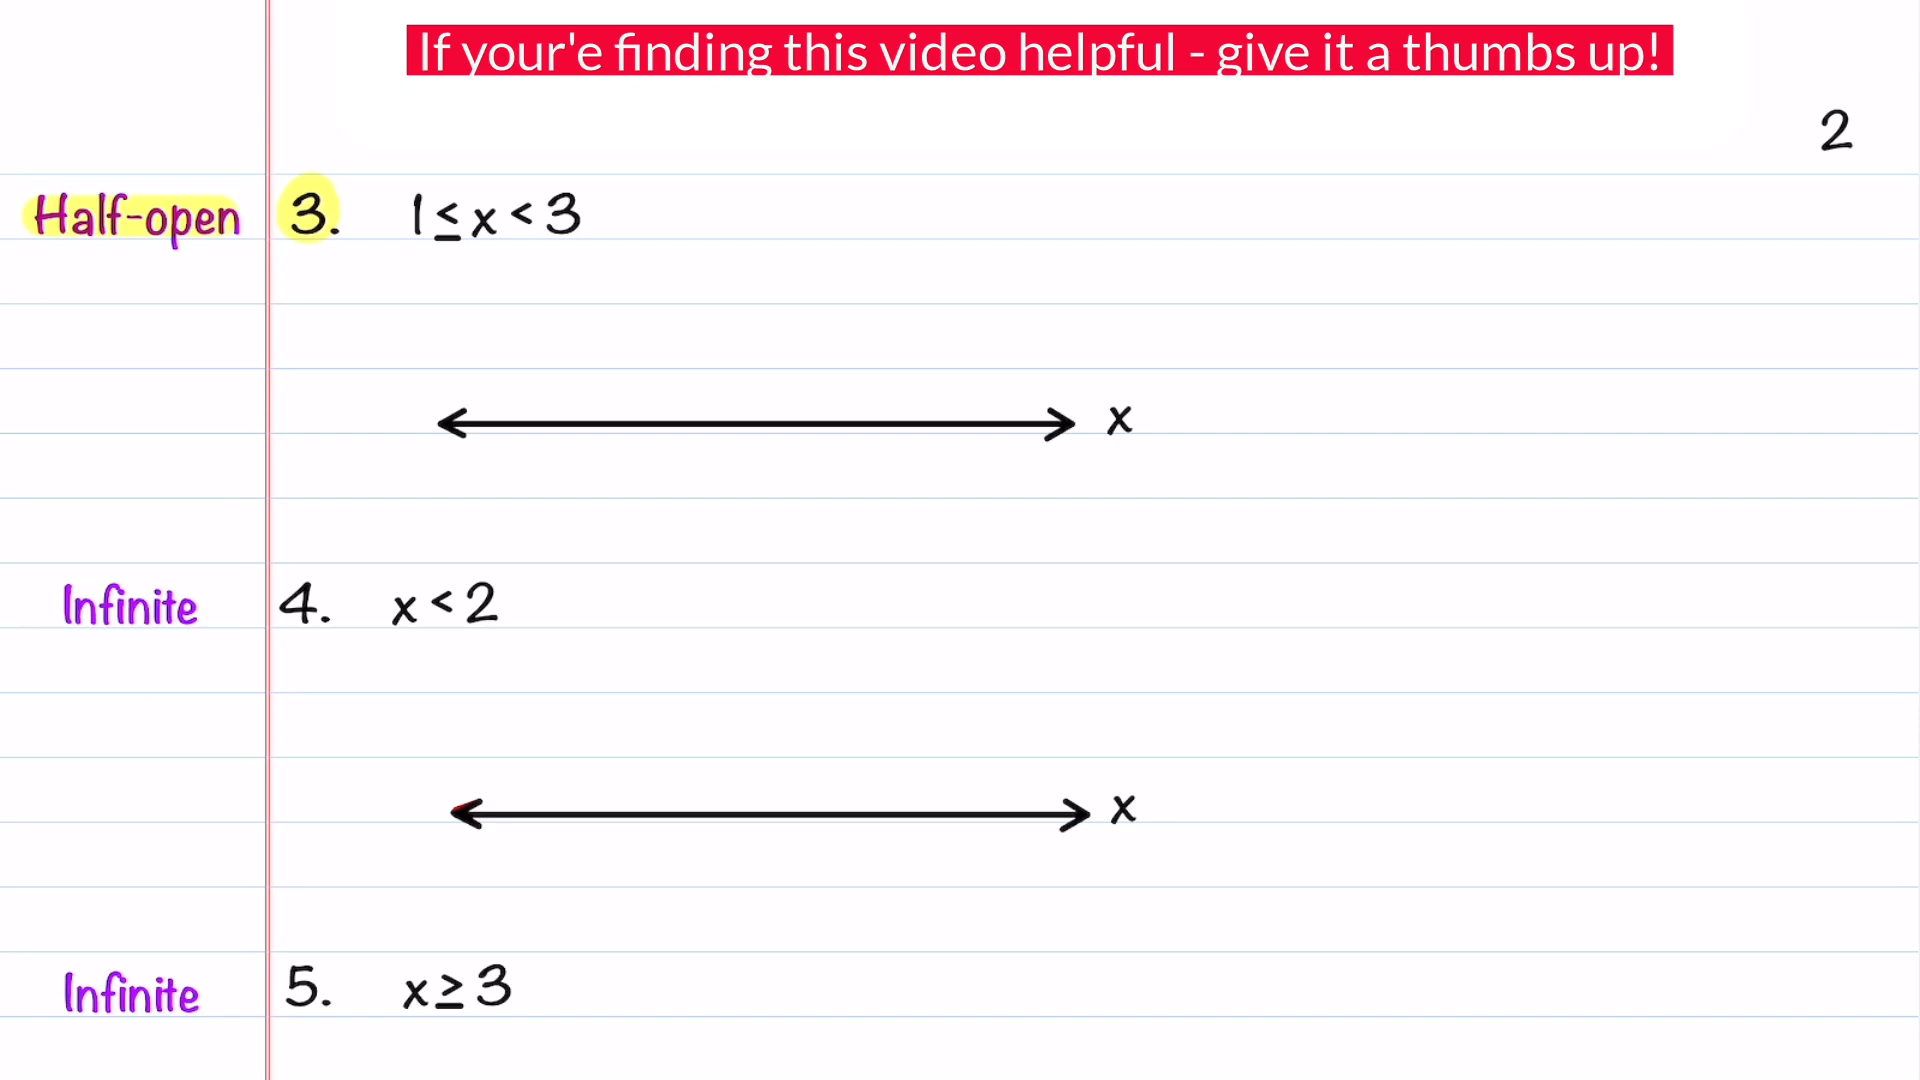 If your'e finding this video helpful - give it a thumbs up!
2
Half-open 3. 1 ≤ x < 3
x
Infinite 4. x < 2
x
Infinite 5. x ≥ 3